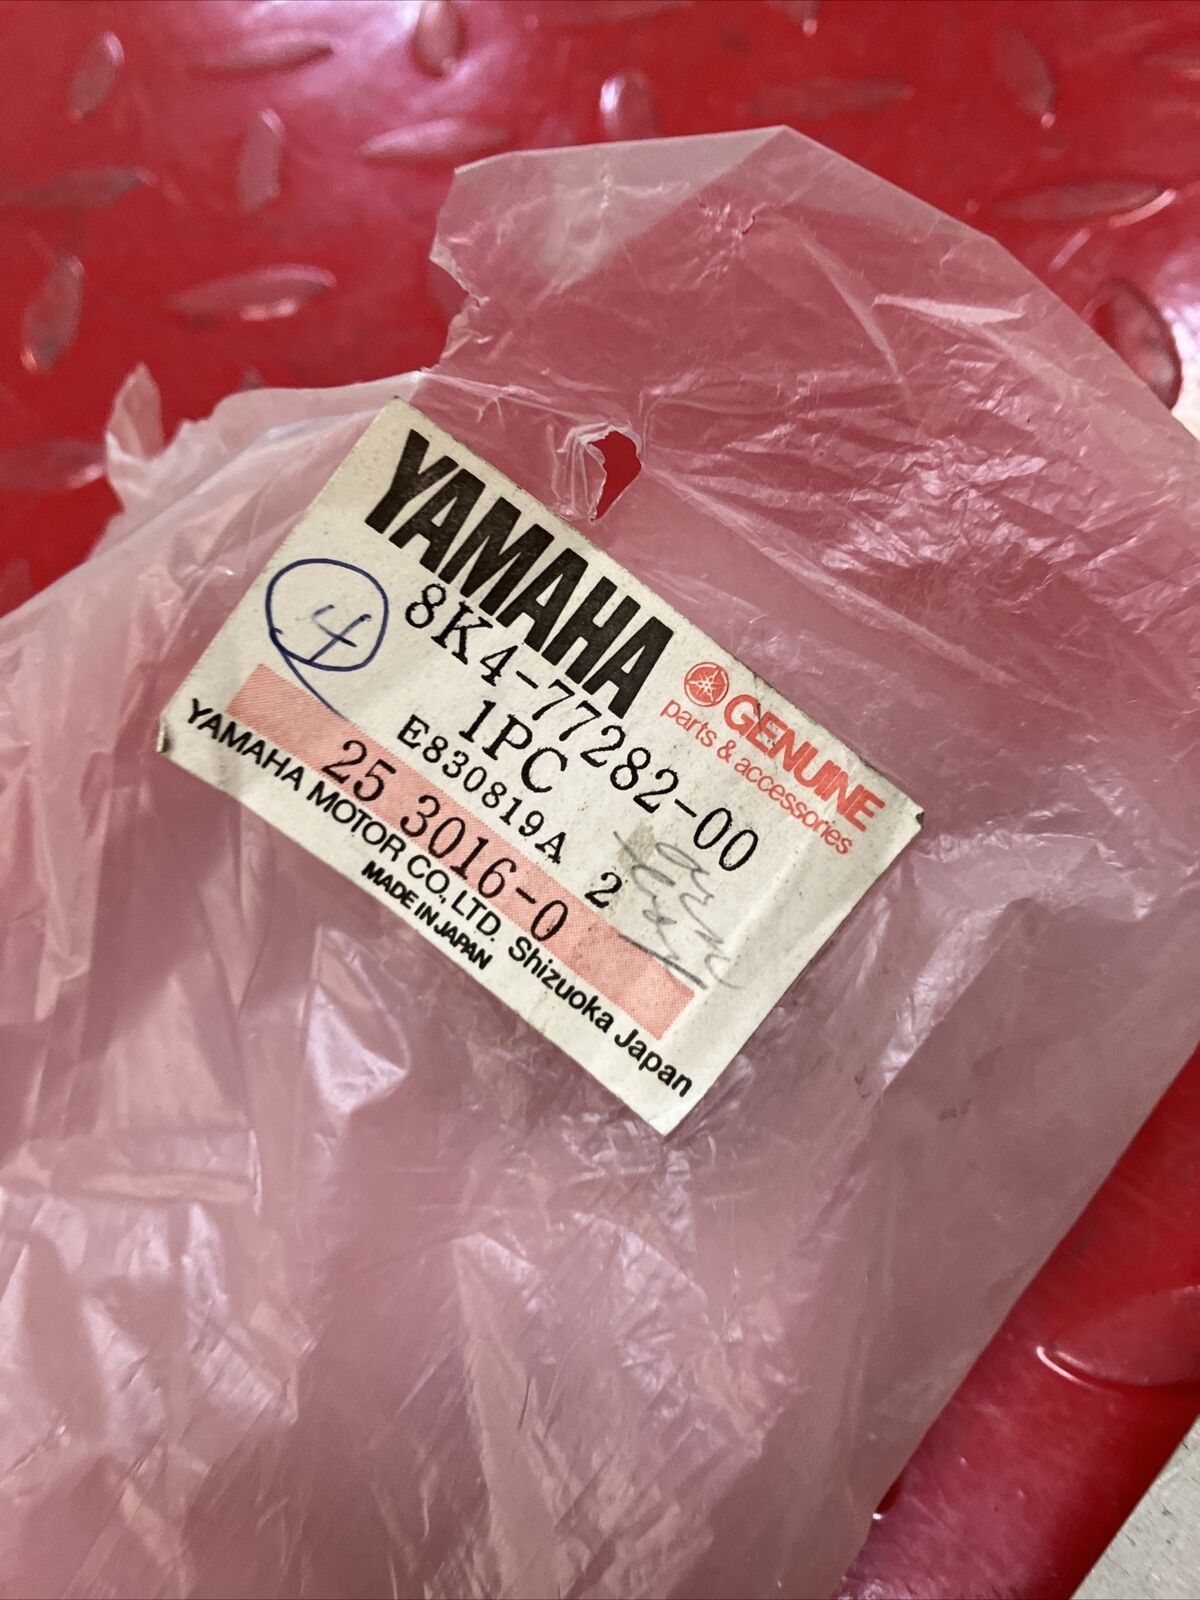 YAMAHA
GENUINE
parts & accessories
4
8K4-77282-00
1PC
E830819A 2
25 3016-0
YAMAHA MOTOR CO., LTD. Shizuoka Japan
MADE IN JAPAN